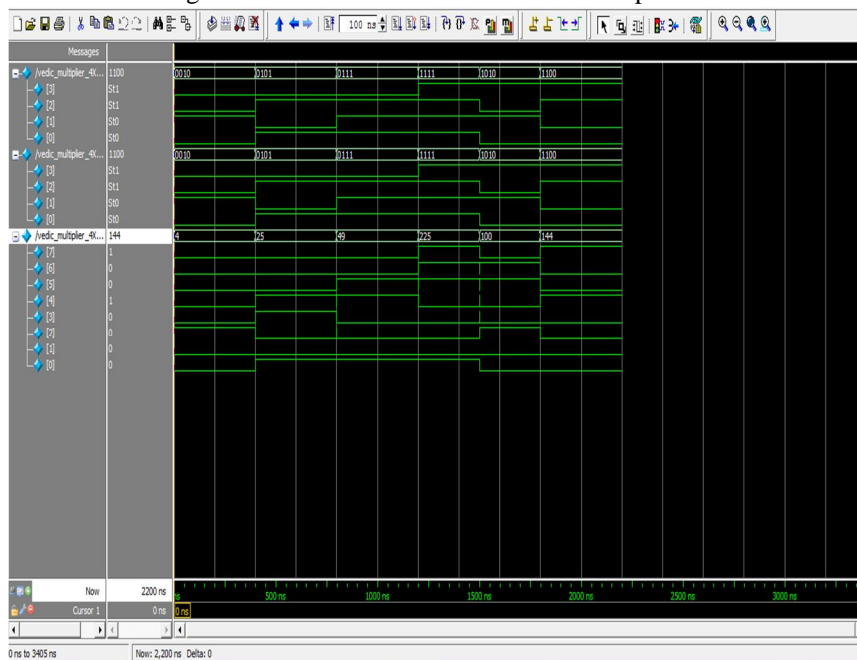 100 ns
Messages
/vedic_multiplier_4X... 1100 0010 0101 0111 1111 1010 1100
[3] St1
[2] St1
[1] St0
[0] St0
/vedic_multiplier_4X... 1100 0010 0101 0111 1111 1010 1100
[3] St1
[2] St1
[1] St0
[0] St0
/vedic_multiplier_4X... 144 4 25 49 225 100 144
[7] 1
[6] 0
[5] 0
[4] 1
[3] 0
[2] 0
[1] 0
[0] 0
Now 2200 ns ns 500 ns 1000 ns 1500 ns 2000 ns 2500 ns 3000 ns
Cursor 1 0 ns 0 ns
0 ns to 3405 ns Now: 2,200 ns Delta: 0